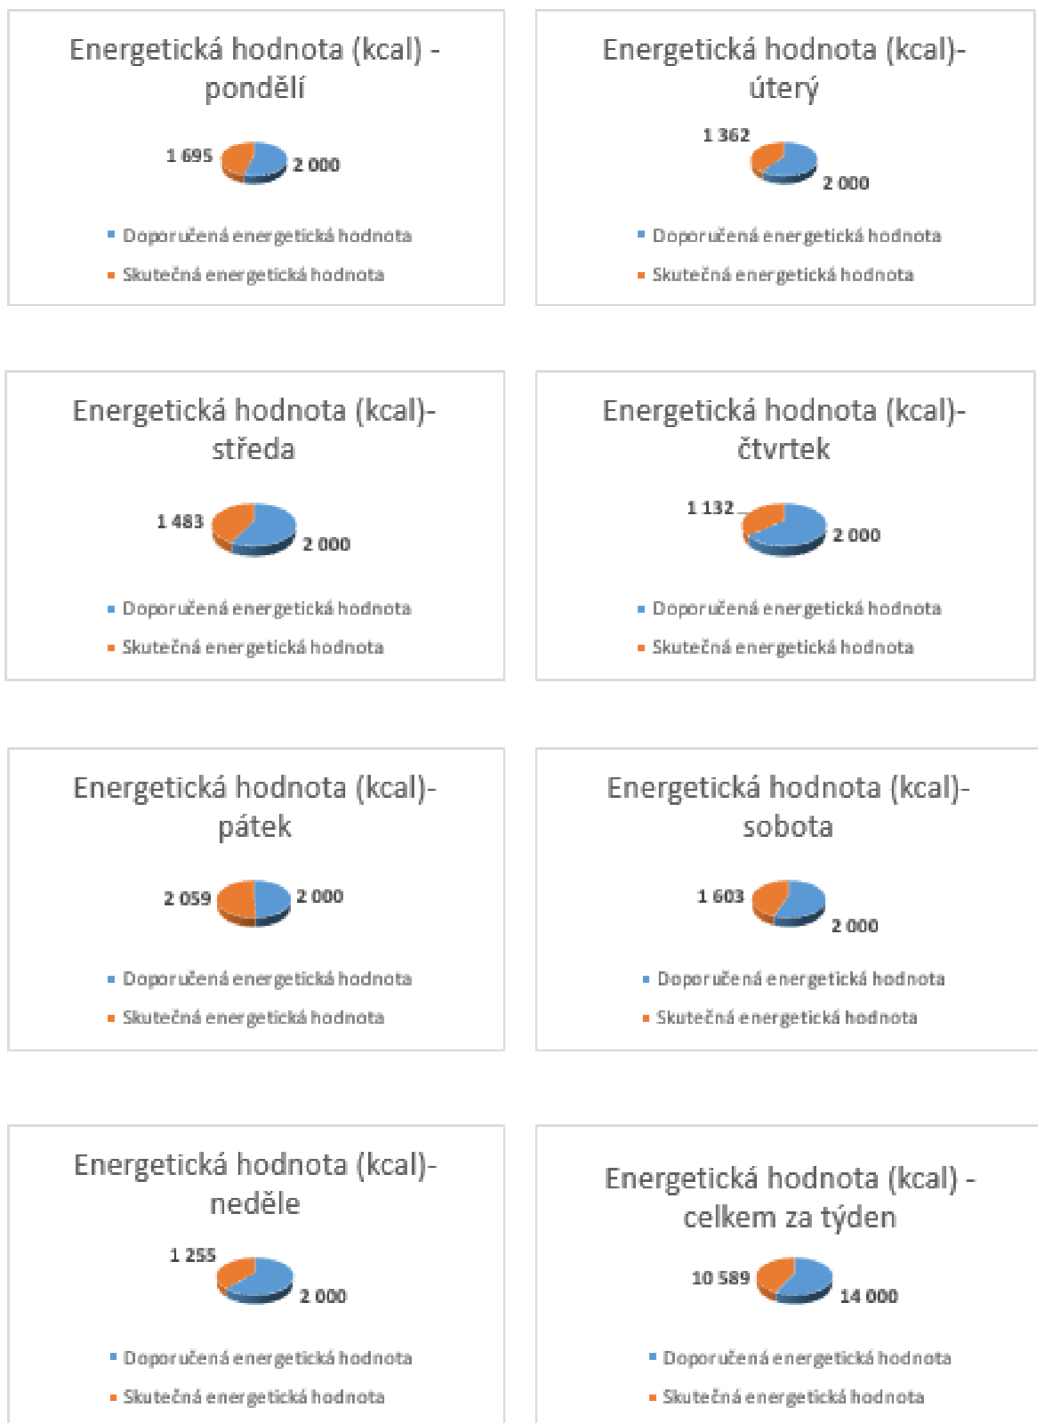 Energetická hodnota (kcal) -
pondělí
1 695
2 000
Doporučená energetická hodnota
Skutečná energetická hodnota
Energetická hodnota (kcal)-
úterý
1 362
2 000
Doporučená energetická hodnota
Skutečná energetická hodnota
Energetická hodnota (kcal)-
středa
1 483
2 000
Doporučená energetická hodnota
Skutečná energetická hodnota
Energetická hodnota (kcal)-
čtvrtek
1 132
2 000
Doporučená energetická hodnota
Skutečná energetická hodnota
Energetická hodnota (kcal)-
pátek
2 059
2 000
Doporučená energetická hodnota
Skutečná energetická hodnota
Energetická hodnota (kcal)-
sobota
1 603
2 000
Doporučená energetická hodnota
Skutečná energetická hodnota
Energetická hodnota (kcal)-
neděle
1 255
2 000
Doporučená energetická hodnota
Skutečná energetická hodnota
Energetická hodnota (kcal) -
celkem za týden
10 589
14 000
Doporučená energetická hodnota
Skutečná energetická hodnota